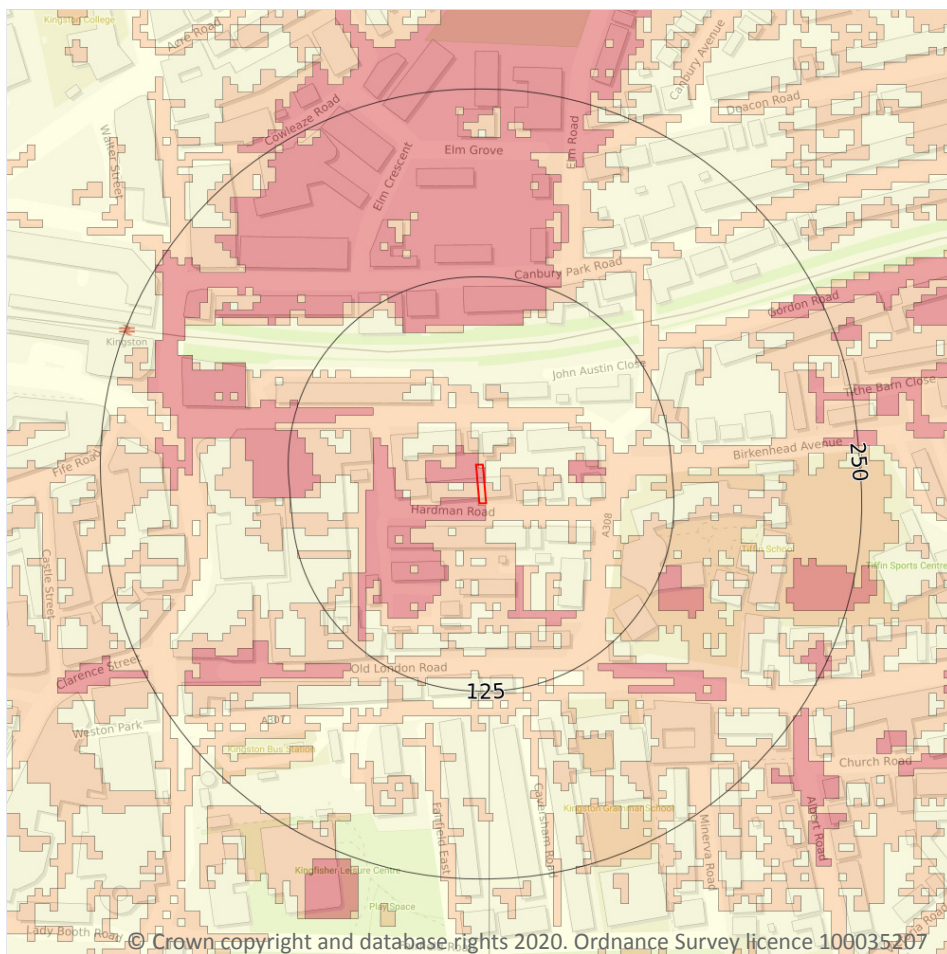 Kingston College
Acre Road
Canbury Avenue
Deacon Road
Cowleaze Road
Walter Street
Elm Grove
Elm Road
Elm Crescent
Canbury Park Road
Gordon Road
Kingston
John Austin Close
Tithe Barn Close
Birkenhead Avenue
Fife Road
250
Hardman Road
A308
Tiffin School
Tiffin Sports Centre
Castle Street
Clarence Street
Old London Road
125
A307
Weston Park
Kingston Bus Station
Church Road
Kingston Grammar School
Fairfield East
Caversham Road
Minerva Road
Albert Road
Kingfisher Leisure Centre
Play Space
Lady Booth Road
© Crown copyright and database rights 2020. Ordnance Survey licence 100035207